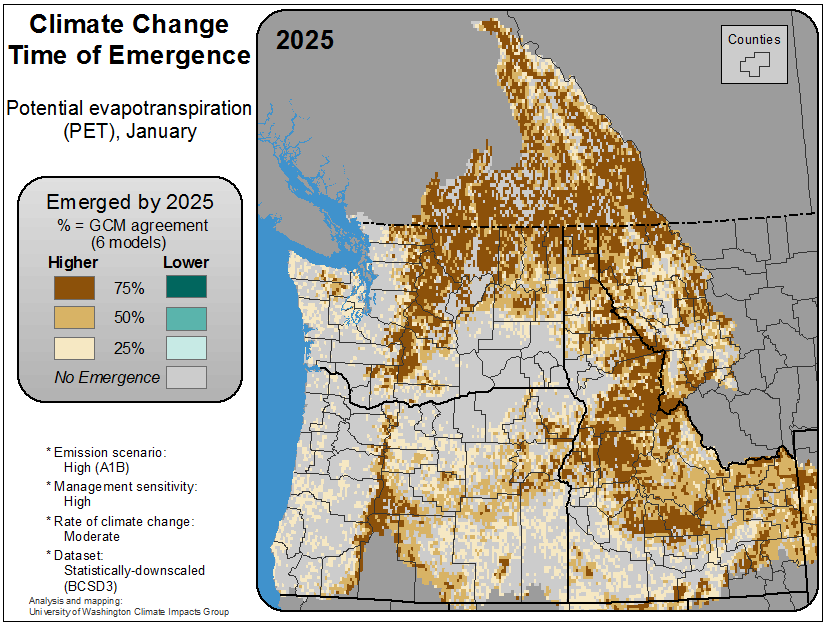 Climate Change
Time of Emergence
Potential evapotranspiration
(PET), January
Emerged by 2025
% = GCM agreement
(6 models)
Higher
Lower
75%
50%
25%
No Emergence
* Emission scenario:
High (A1B)
* Management sensitivity:
High
* Rate of climate change:
Moderate
* Dataset:
Statistically-downscaled
(BCSD3)
Analysis and mapping:
University of Washington Climate Impacts Group
2025
Counties